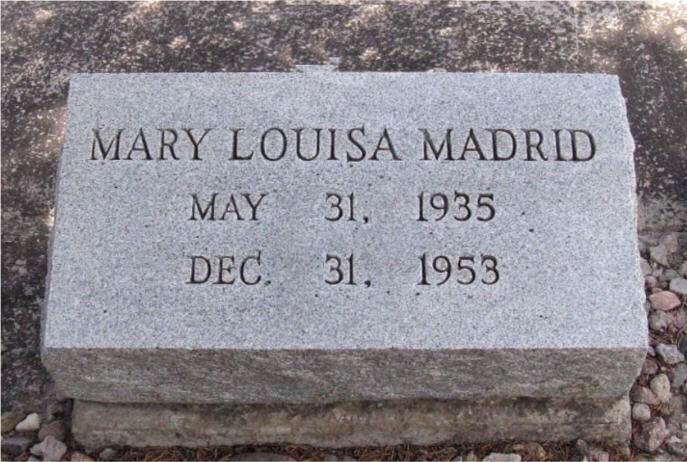 MARY LOUISA MADRID
MAY 31, 1935
DEC. 31, 1953